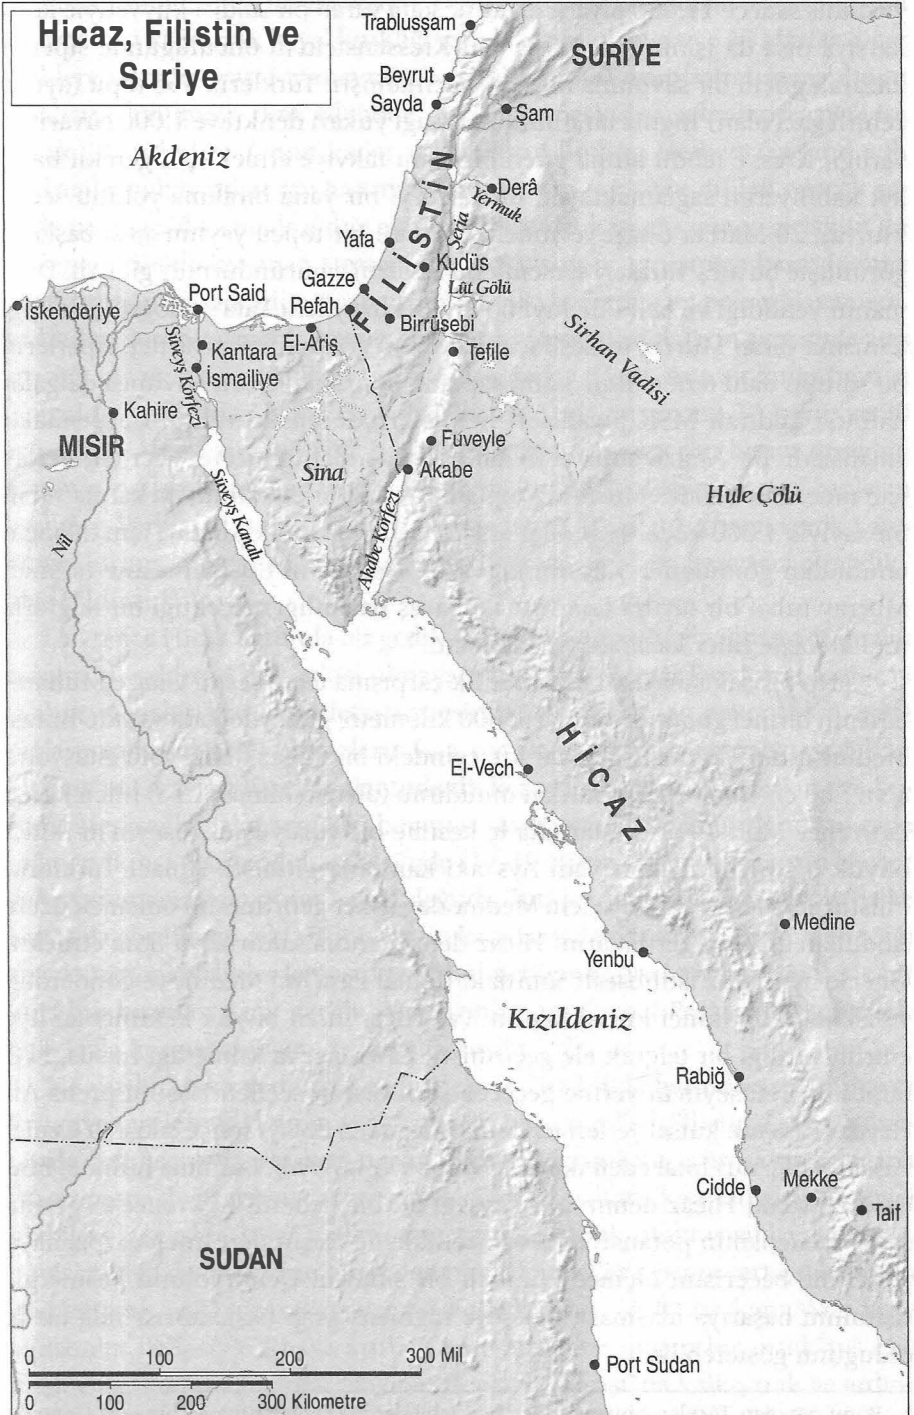 Hicaz, Filistin ve
Suriye
Trablusşam
SURİYE
Beyrut
Sayda
Şam
Akdeniz
FİLİSTİN
Derâ
Yermuk
Şeria
Yafa
Kudüs
Gazze
Lût Gölü
Port Said
Refah
İskenderiye
Birrüsebi
El-Ariş
Sirhan Vadisi
Kantara
Tefile
Süveyş Körfezi
İsmailiye
Kahire
MISIR
Fuveyle
Sina
Akabe
Hule Çölü
Süveyş Kanalı
Nil
Akabe Körfezi
HİCAZ
El-Vech
Medine
Yenbu
Kızıldeniz
Rabiğ
Cidde
Mekke
Taif
SUDAN
Port Sudan
0 100 200 300 Mil
0 100 200 300 Kilometre